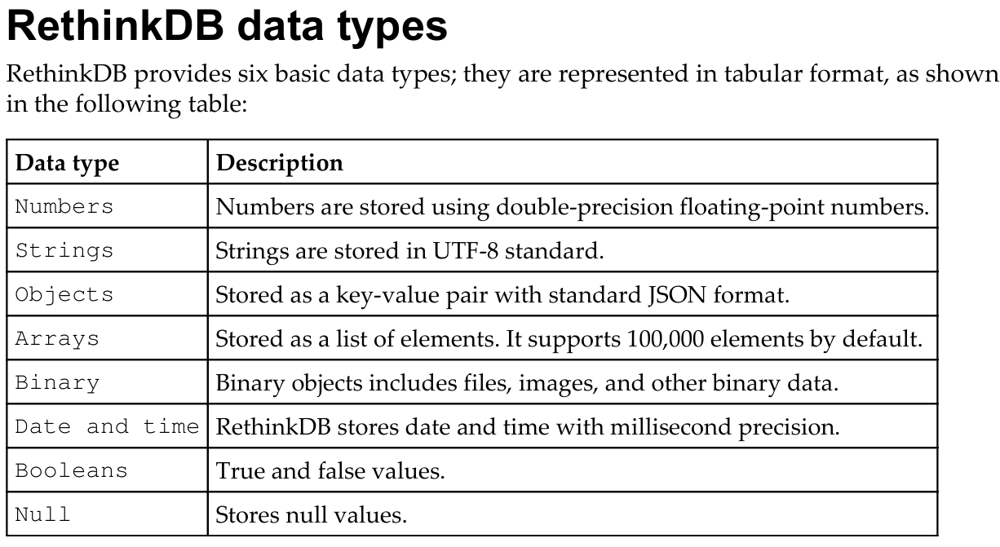 RethinkDB data types
RethinkDB provides six basic data types; they are represented in tabular format, as shown
in the following table:
Data type Description
Numbers Numbers are stored using double-precision floating-point numbers.
Strings Strings are stored in UTF-8 standard.
Objects Stored as a key-value pair with standard JSON format.
Arrays Stored as a list of elements. It supports 100,000 elements by default.
Binary Binary objects includes files, images, and other binary data.
Date and time RethinkDB stores date and time with millisecond precision.
Booleans True and false values.
Null Stores null values.